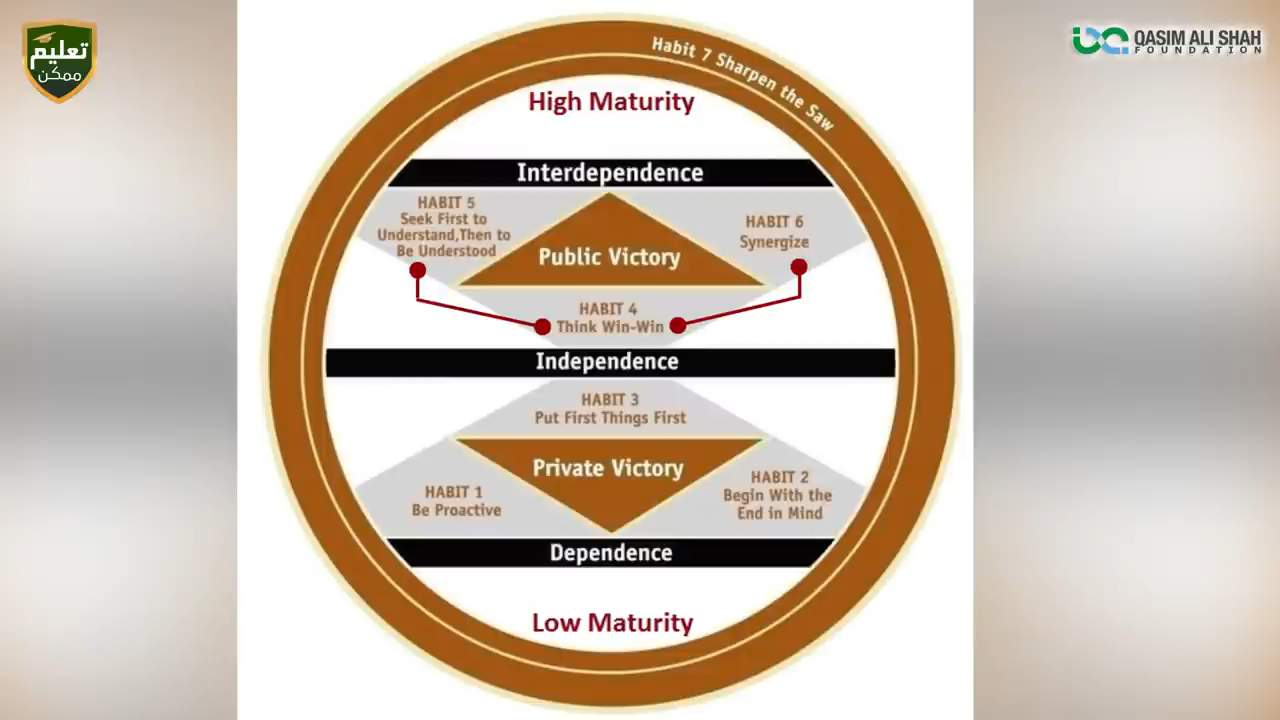 تعلیم
ممکن
QASIM ALI SHAH
FOUNDATION
Habit 7 Sharpen the Saw
High Maturity
Interdependence
HABIT 5
Seek First to
Understand,Then to
Be Understood
Public Victory
HABIT 6
Synergize
HABIT 4
Think Win-Win
Independence
HABIT 3
Put First Things First
Private Victory
HABIT 1
Be Proactive
HABIT 2
Begin With the
End in Mind
Dependence
Low Maturity